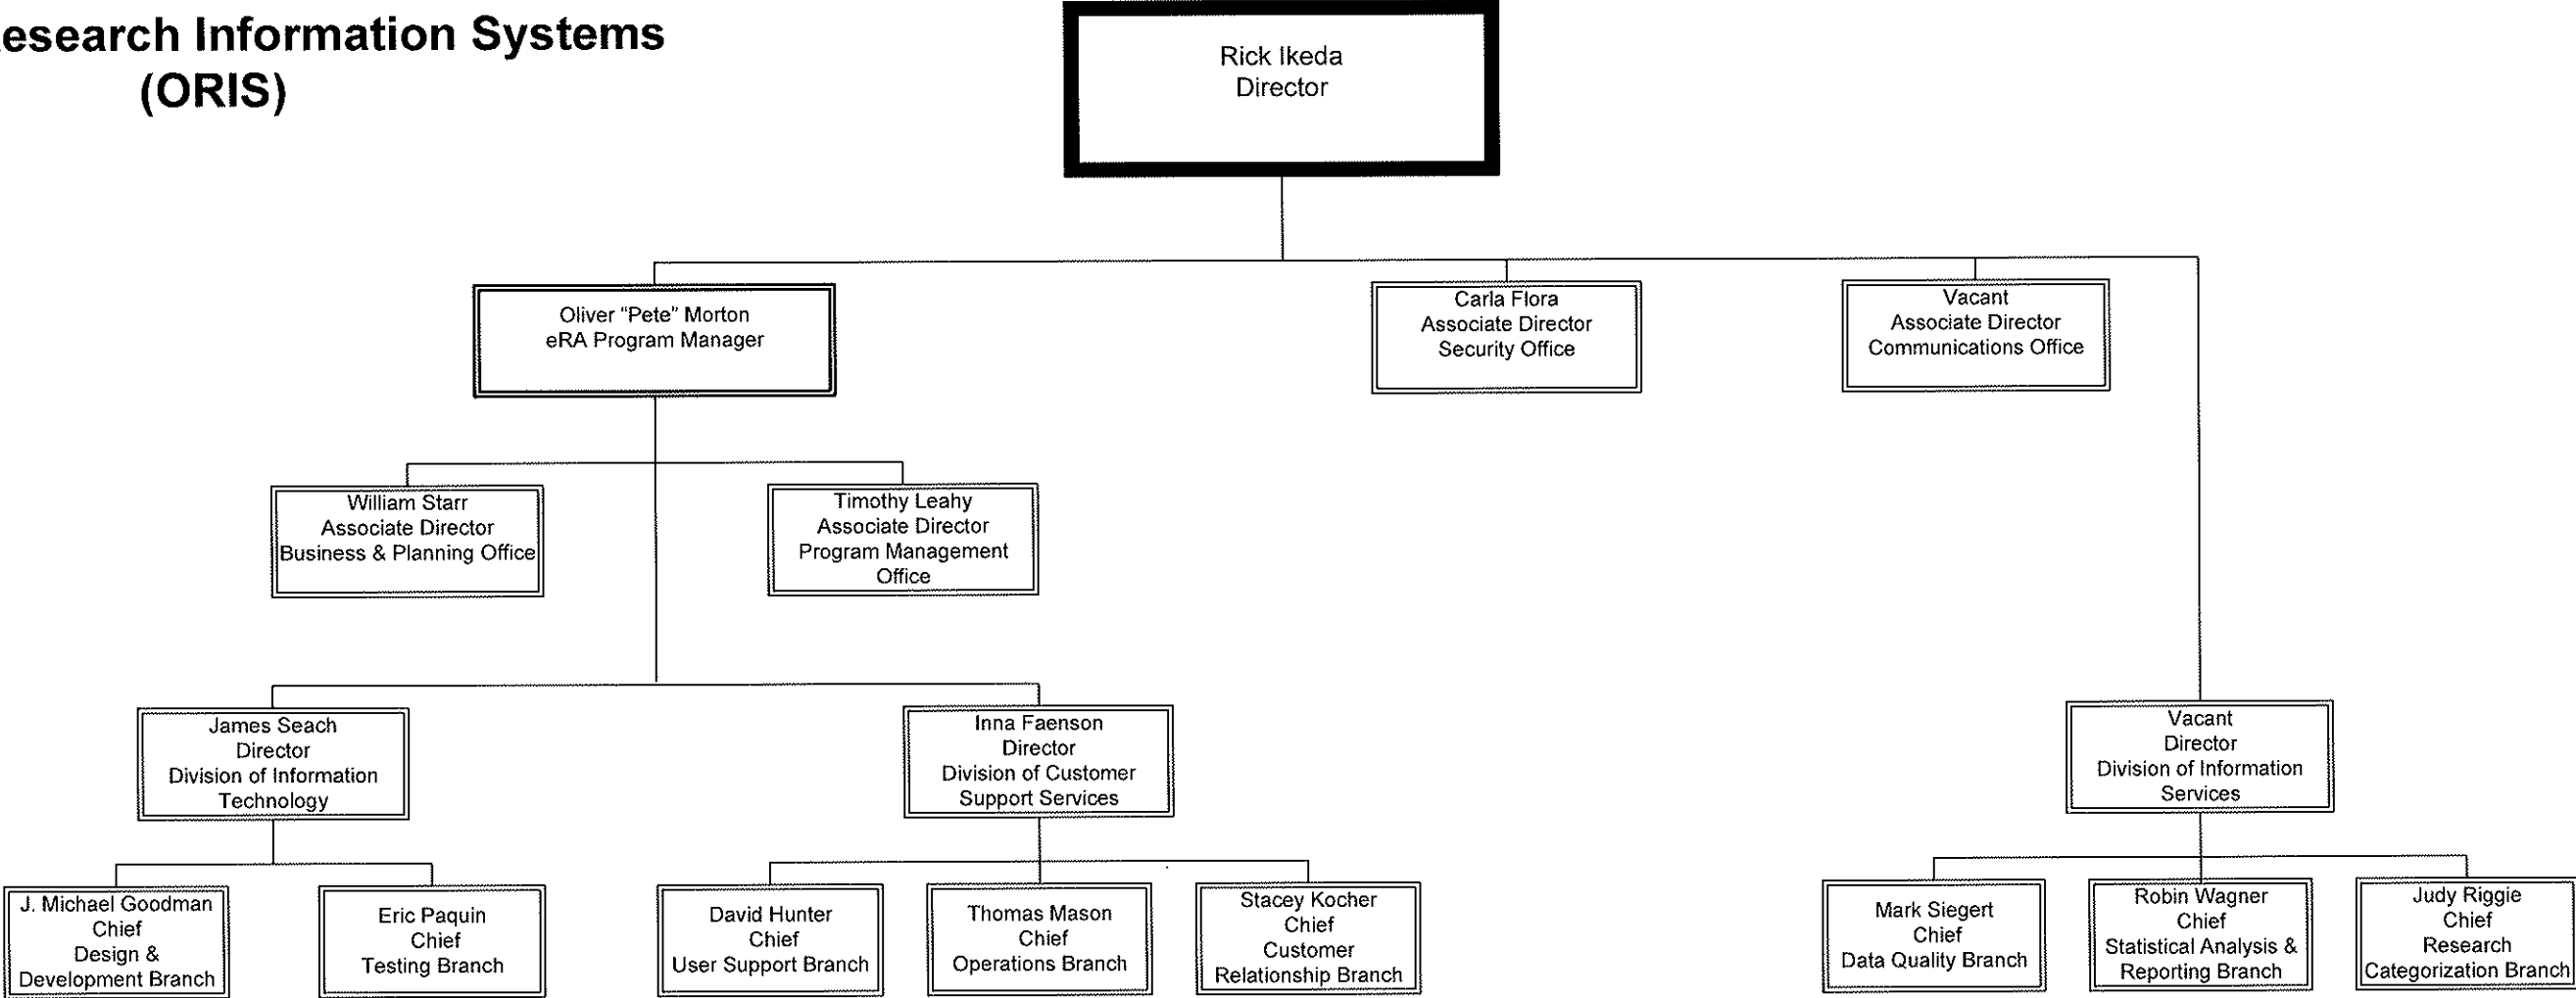 esearch Information Systems
(ORIS)
Rick Ikeda
Director
Oliver “Pete” Morton
eRA Program Manager
Carla Flora
Associate Director
Security Office
Vacant
Associate Director
Communications Office
William Starr
Associate Director
Business & Planning Office
Timothy Leahy
Associate Director
Program Management
Office
James Seach
Director
Division of Information
Technology
Inna Faenson
Director
Division of Customer
Support Services
Vacant
Director
Division of Information
Services
J. Michael Goodman
Chief
Design &
Development Branch
Eric Paquin
Chief
Testing Branch
David Hunter
Chief
User Support Branch
Thomas Mason
Chief
Operations Branch
Stacey Kocher
Chief
Customer
Relationship Branch
Mark Siegert
Chief
Data Quality Branch
Robin Wagner
Chief
Statistical Analysis &
Reporting Branch
Judy Riggie
Chief
Research
Categorization Branch